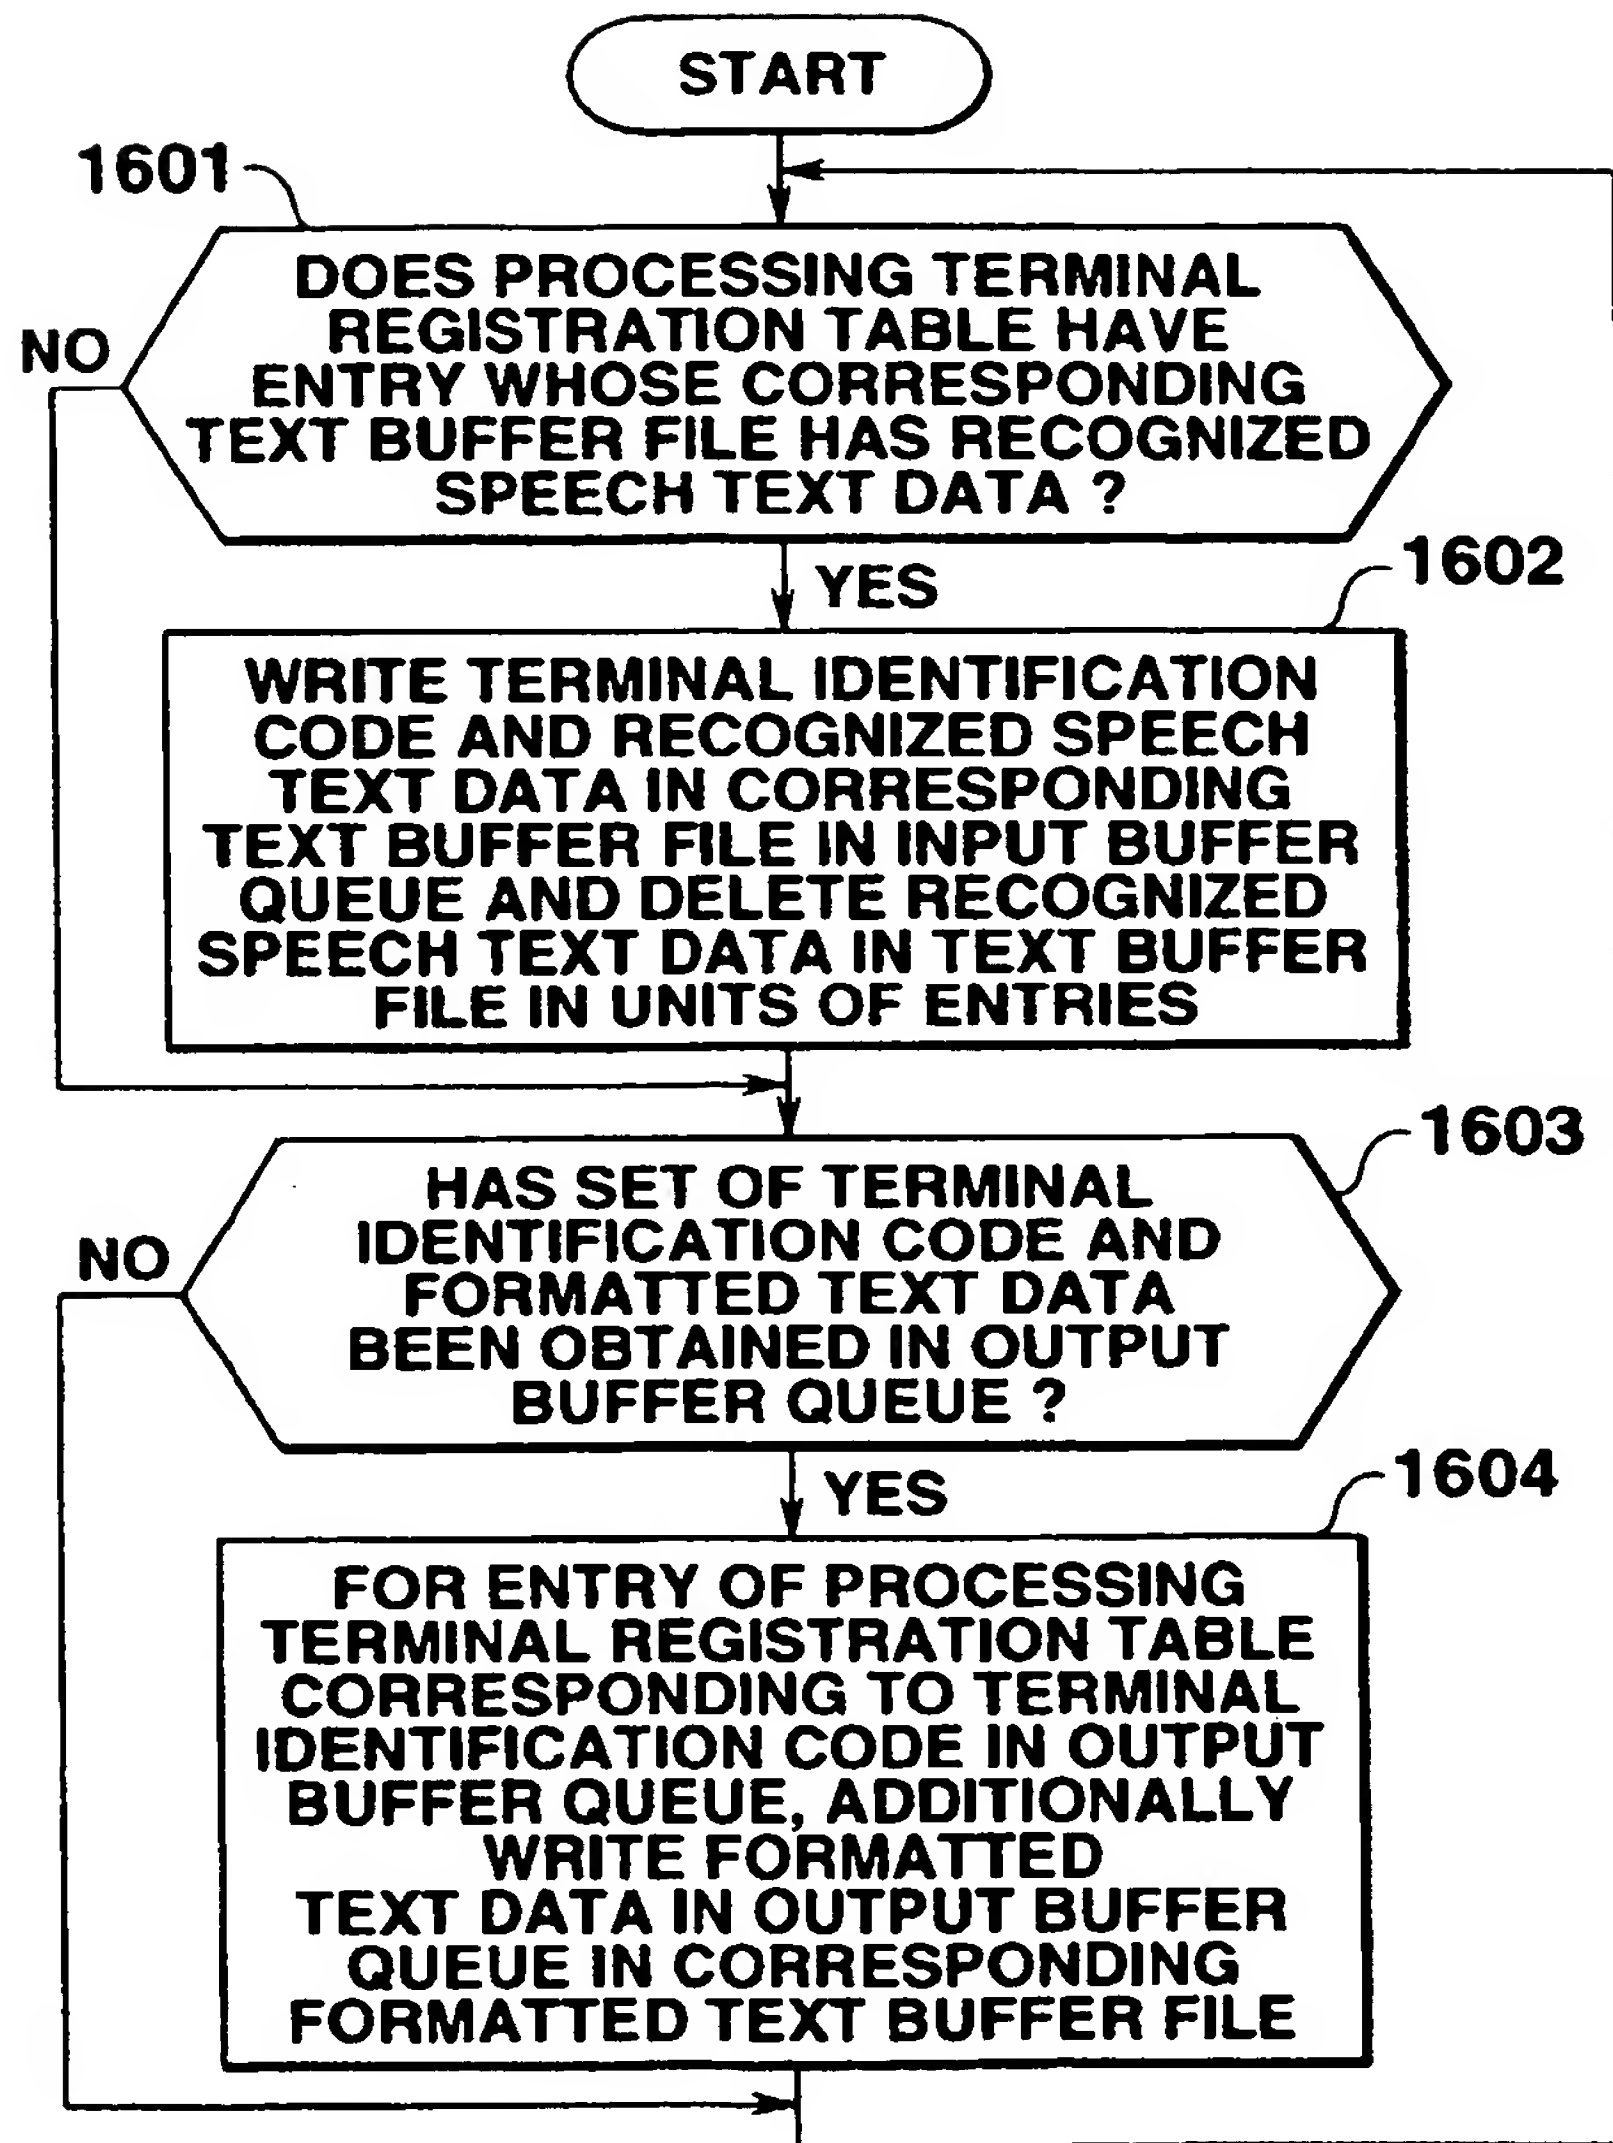 START
1601
DOES PROCESSING TERMINAL
REGISTRATION TABLE HAVE
ENTRY WHOSE CORRESPONDING
TEXT BUFFER FILE HAS RECOGNIZED
SPEECH TEXT DATA ?
NO
YES
1602
WRITE TERMINAL IDENTIFICATION
CODE AND RECOGNIZED SPEECH
TEXT DATA IN CORRESPONDING
TEXT BUFFER FILE IN INPUT BUFFER
QUEUE AND DELETE RECOGNIZED
SPEECH TEXT DATA IN TEXT BUFFER
FILE IN UNITS OF ENTRIES
1603
HAS SET OF TERMINAL
IDENTIFICATION CODE AND
FORMATTED TEXT DATA
BEEN OBTAINED IN OUTPUT
BUFFER QUEUE ?
NO
YES
1604
FOR ENTRY OF PROCESSING
TERMINAL REGISTRATION TABLE
CORRESPONDING TO TERMINAL
IDENTIFICATION CODE IN OUTPUT
BUFFER QUEUE, ADDITIONALLY
WRITE FORMATTED
TEXT DATA IN OUTPUT BUFFER
QUEUE IN CORRESPONDING
FORMATTED TEXT BUFFER FILE